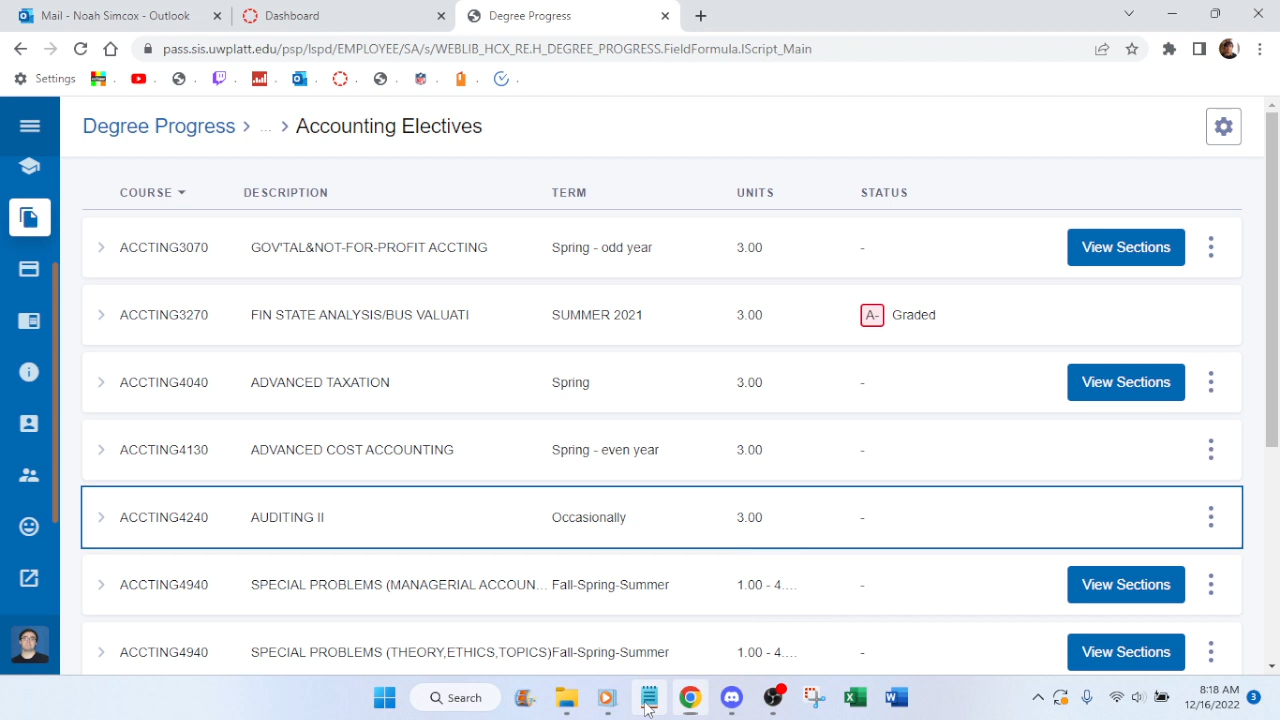 Mail - Noah Simcox - Outlook
Dashboard
Degree Progress
pass.sis.uwplatt.edu/psp/lspd/EMPLOYEE/SA/s/WEBLIB_HCX_RE.H_DEGREE_PROGRESS.FieldFormula.IScript_Main
Settings
Degree Progress > ... > Accounting Electives
COURSE DESCRIPTION TERM UNITS STATUS
ACCTING3070 GOV'TAL&NOT-FOR-PROFIT ACCTING Spring - odd year 3.00 - View Sections
ACCTING3270 FIN STATE ANALYSIS/BUS VALUATI SUMMER 2021 3.00 A- Graded
ACCTING4040 ADVANCED TAXATION Spring 3.00 - View Sections
ACCTING4130 ADVANCED COST ACCOUNTING Spring - even year 3.00 -
ACCTING4240 AUDITING II Occasionally 3.00 -
ACCTING4940 SPECIAL PROBLEMS (MANAGERIAL ACCOUN... Fall-Spring-Summer 1.00 - 4.... - View Sections
ACCTING4940 SPECIAL PROBLEMS (THEORY,ETHICS,TOPICS) Fall-Spring-Summer 1.00 - 4.... - View Sections
Search
8:18 AM
12/16/2022
3